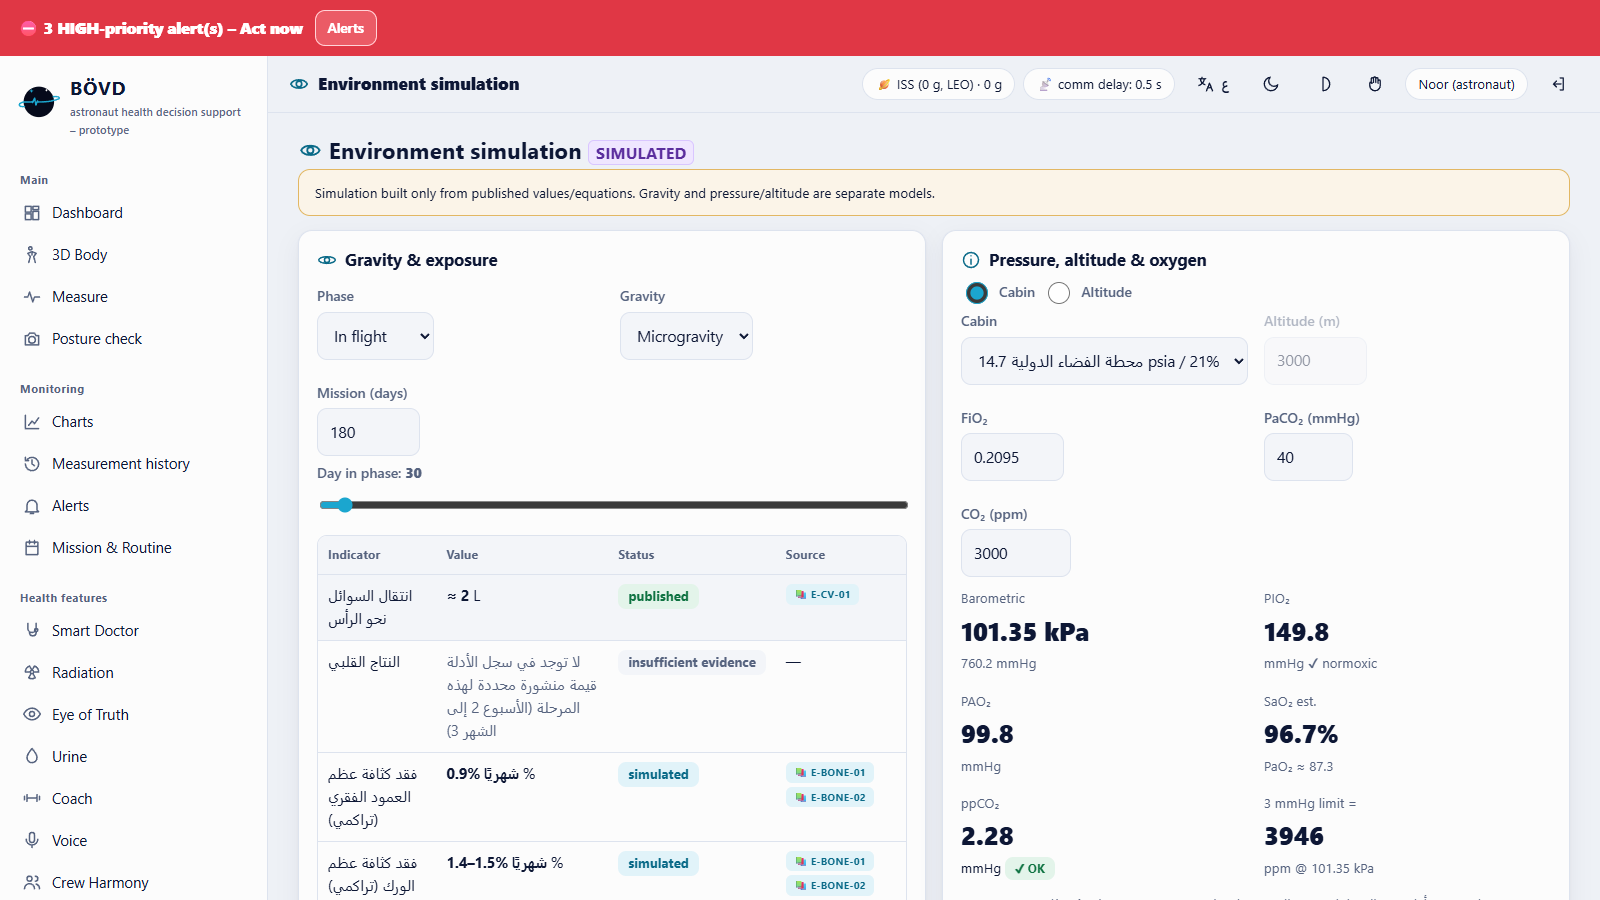 3 HIGH-priority alert(s) – Act now
Alerts
BÖVD
astronaut health decision support
– prototype
Main
Dashboard
3D Body
Measure
Posture check
Monitoring
Charts
Measurement history
Alerts
Mission & Routine
Health features
Smart Doctor
Radiation
Eye of Truth
Urine
Coach
Voice
Crew Harmony
Environment simulation
ISS (0 g, LEO) · 0 g
comm delay: 0.5 s
ع
Noor (astronaut)
Environment simulation SIMULATED
Simulation built only from published values/equations. Gravity and pressure/altitude are separate models.
Gravity & exposure
Phase
In flight
Gravity
Microgravity
Mission (days)
180
Day in phase: 30
Indicator Value Status Source
انتقال السوائل
نحو الرأس
≈ 2 L
published
E-CV-01
النتاج القلبي
لا توجد في سجل الأدلة
قيمة منشورة محددة لهذه
المرحلة (الأسبوع 2 إلى
الشهر 3)
insufficient evidence
—
فقد كثافة عظم
العمود الفقري
(تراكمي)
0.9% شهريًا %
simulated
E-BONE-01
E-BONE-02
فقد كثافة عظم
الورك (تراكمي)
1.4–1.5% شهريًا %
simulated
E-BONE-01
E-BONE-02
Pressure, altitude & oxygen
Cabin
Altitude
Cabin
محطة الفضاء الدولية 14.7 psia / 21%
Altitude (m)
3000
FiO₂
0.2095
PaCO₂ (mmHg)
40
CO₂ (ppm)
3000
Barometric
101.35 kPa
760.2 mmHg
PIO₂
149.8
mmHg ✓ normoxic
PAO₂
99.8
mmHg
SaO₂ est.
96.7%
PaO₂ ≈ 87.3
ppCO₂
2.28
mmHg ✓ OK
3 mmHg limit =
3946
ppm @ 101.35 kPa